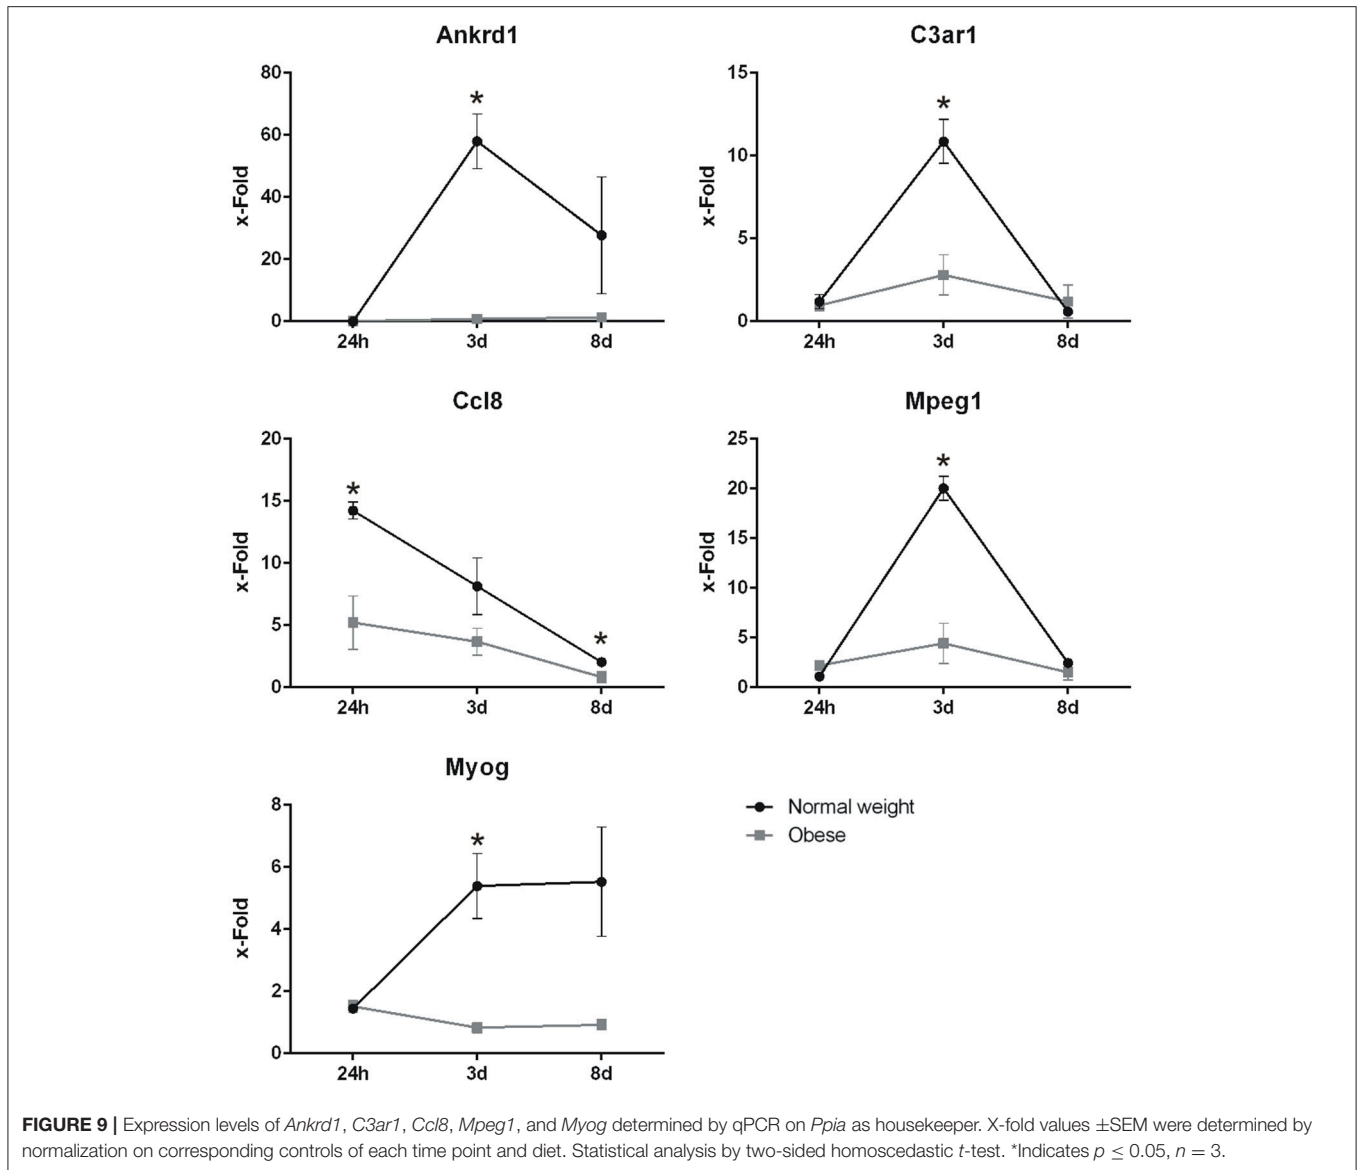 Ankrd1
80
60
40
20
0
x-Fold
*
24h 3d 8d
C3ar1
15
10
5
0
x-Fold
*
24h 3d 8d
Ccl8
20
15
10
5
0
x-Fold
*
*
24h 3d 8d
Mpeg1
25
20
15
10
5
0
x-Fold
*
24h 3d 8d
Myog
8
6
4
2
0
x-Fold
*
24h 3d 8d
Normal weight
Obese
FIGURE 9 | Expression levels of Ankrd1, C3ar1, Ccl8, Mpeg1, and Myog determined by qPCR on Ppia as housekeeper. X-fold values ±SEM were determined by
normalization on corresponding controls of each time point and diet. Statistical analysis by two-sided homoscedastic t-test. *Indicates p ≤ 0.05, n = 3.